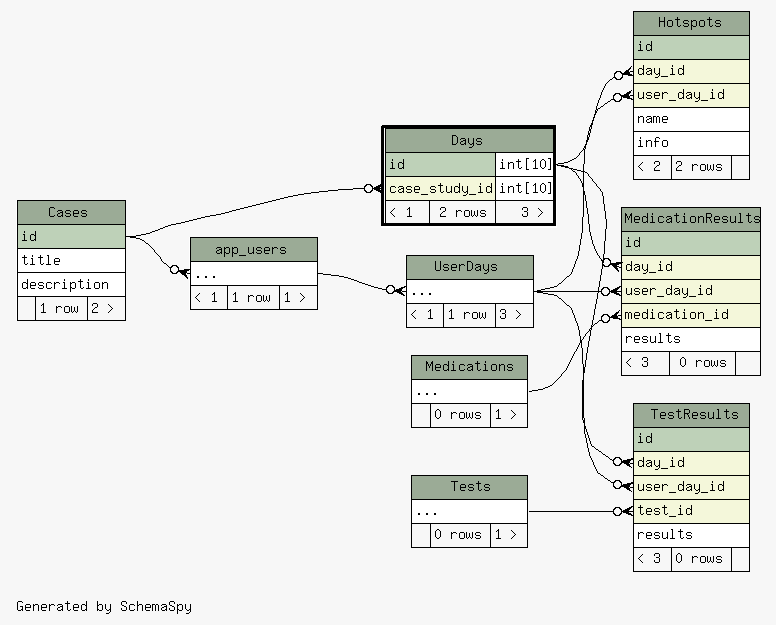 Hotspots
id
day_id
user_day_id
name
info
< 2 2 rows
Days
id int[10]
case_study_id int[10]
< 1 2 rows 3 >
Cases
id
title
description
1 row 2 >
app_users
...
< 1 1 row 1 >
UserDays
...
< 1 1 row 3 >
MedicationResults
id
day_id
user_day_id
medication_id
results
< 3 0 rows
Medications
...
0 rows 1 >
TestResults
id
day_id
user_day_id
test_id
results
< 3 0 rows
Tests
...
0 rows 1 >
Generated by SchemaSpy